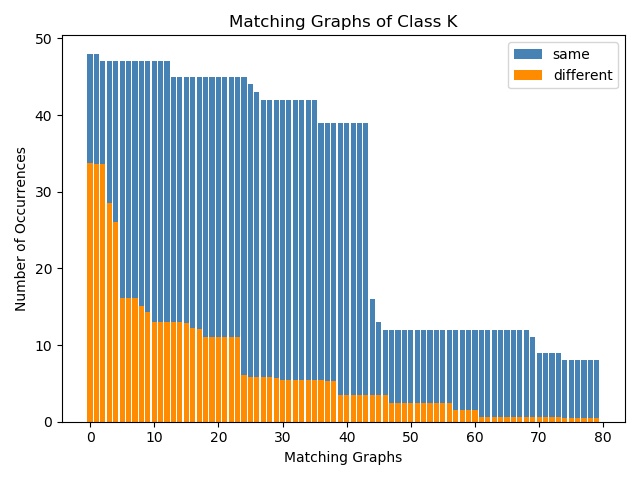 Matching Graphs of Class K
same
different
Number of Occurrences
50
40
30
20
10
0
0 10 20 30 40 50 60 70 80
Matching Graphs